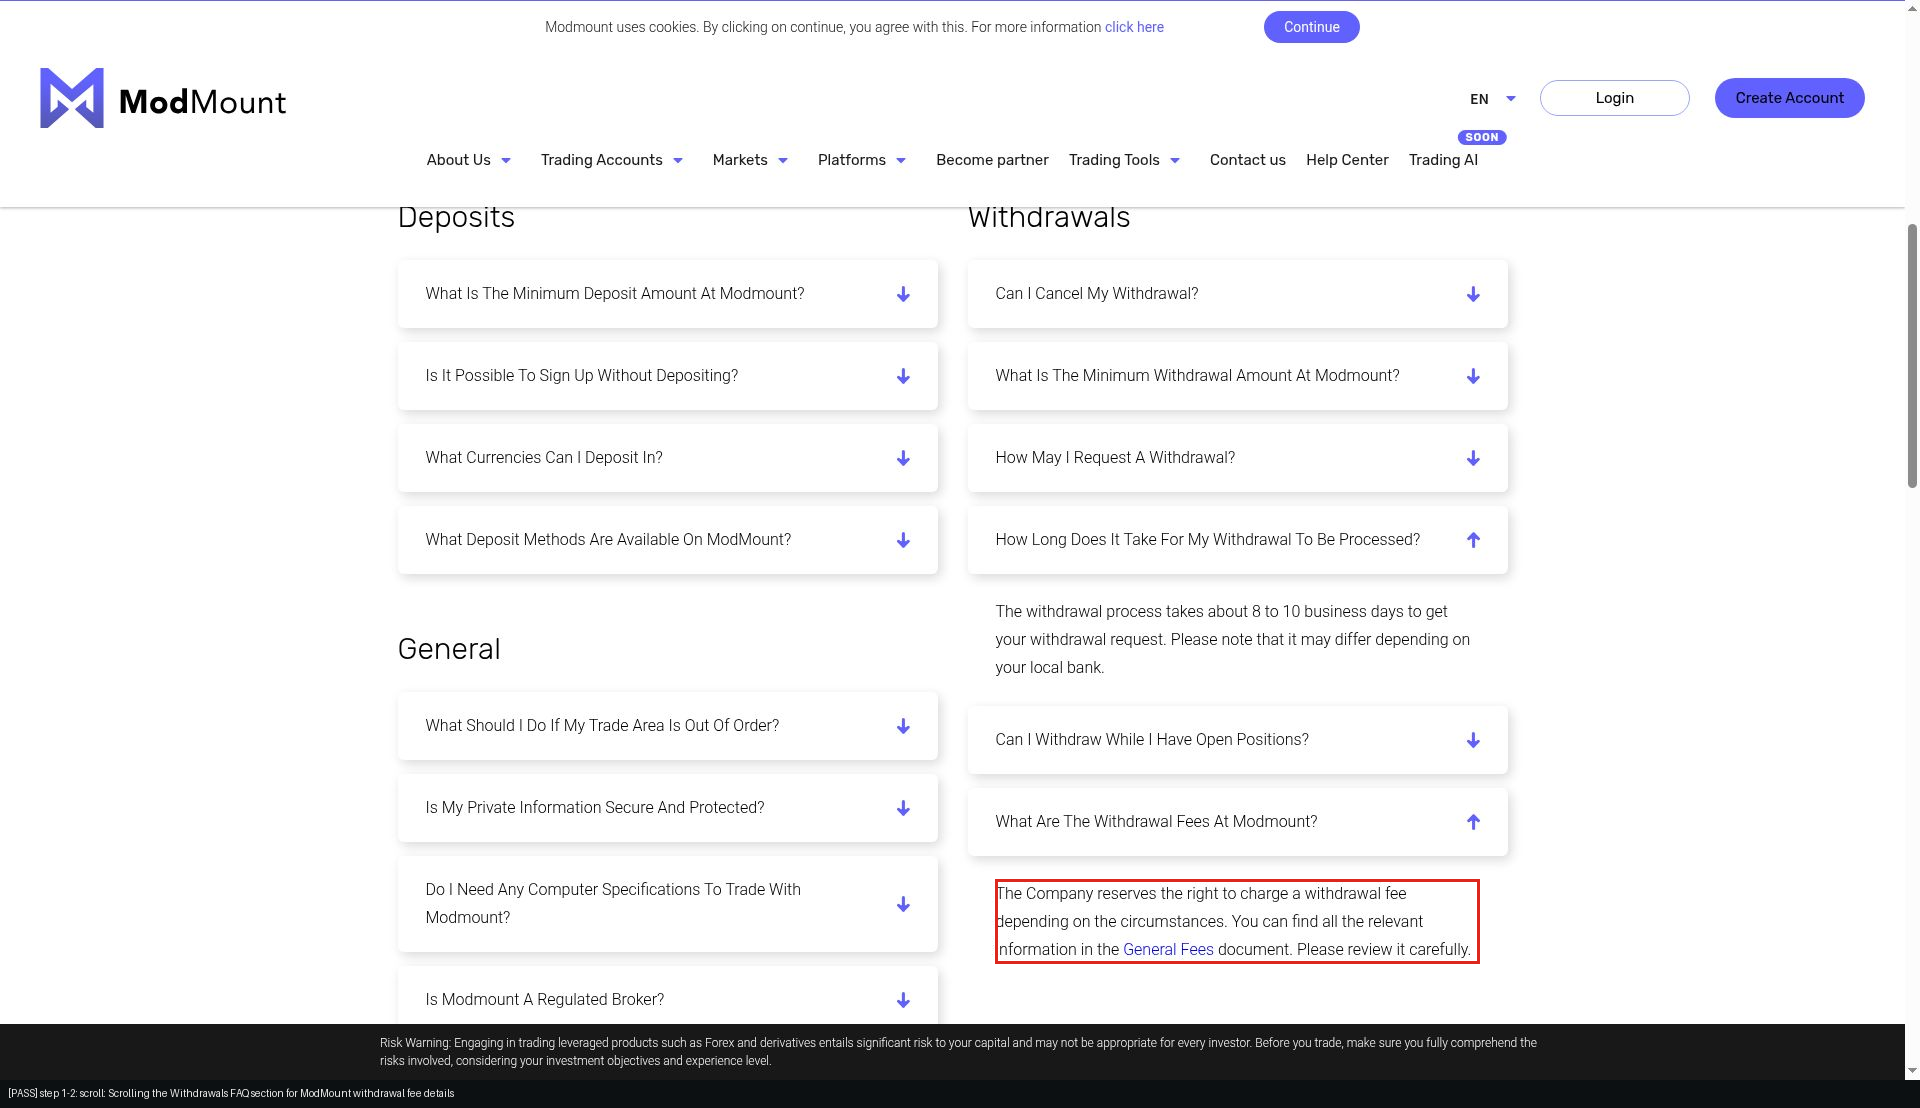 Modmount uses cookies. By clicking on continue, you agree with this. For more information click here
Continue
ModMount
EN
Login
Create Account
SOON
About Us
Trading Accounts
Markets
Platforms
Become partner
Trading Tools
Contact us
Help Center
Trading AI
Deposits
What Is The Minimum Deposit Amount At Modmount?
Is It Possible To Sign Up Without Depositing?
What Currencies Can I Deposit In?
What Deposit Methods Are Available On ModMount?
General
What Should I Do If My Trade Area Is Out Of Order?
Is My Private Information Secure And Protected?
Do I Need Any Computer Specifications To Trade With
Modmount?
Is Modmount A Regulated Broker?
Withdrawals
Can I Cancel My Withdrawal?
What Is The Minimum Withdrawal Amount At Modmount?
How May I Request A Withdrawal?
How Long Does It Take For My Withdrawal To Be Processed?
The withdrawal process takes about 8 to 10 business days to get
your withdrawal request. Please note that it may differ depending on
your local bank.
Can I Withdraw While I Have Open Positions?
What Are The Withdrawal Fees At Modmount?
The Company reserves the right to charge a withdrawal fee
depending on the circumstances. You can find all the relevant
information in the General Fees document. Please review it carefully.
Risk Warning: Engaging in trading leveraged products such as Forex and derivatives entails significant risk to your capital and may not be appropriate for every investor. Before you trade, make sure you fully comprehend the
risks involved, considering your investment objectives and experience level.
[PASS] step 1-2: scroll: Scrolling the Withdrawals FAQ section for ModMount withdrawal fee details